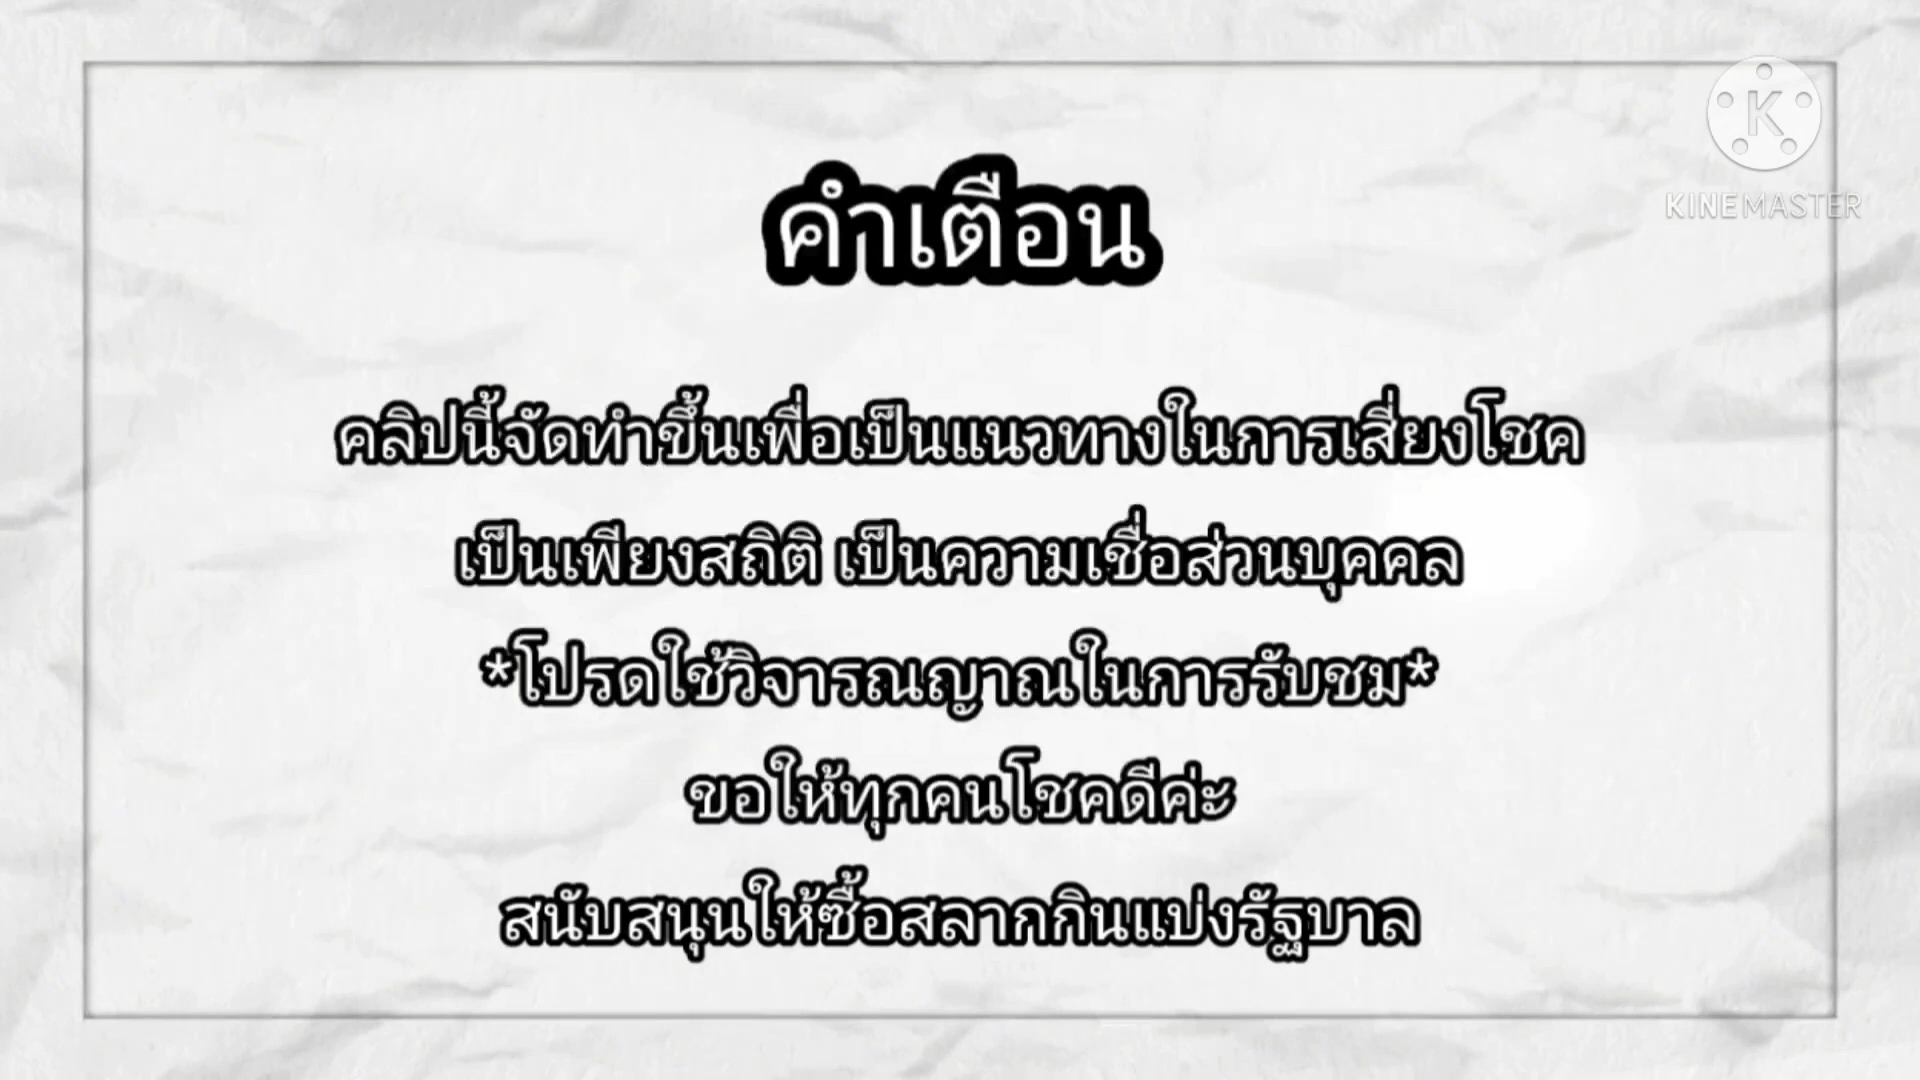 KINEMASTER
คำเตือน
คลิปนี้จัดทำขึ้นเพื่อเป็นแนวทางในการเสี่ยงโชค
เป็นเพียงสถิติ เป็นความเชื่อส่วนบุคคล
*โปรดใช้วิจารณญาณในการรับชม*
ขอให้ทุกคนโชคดีค่ะ
สนับสนุนให้ซื้อสลากกินแบ่งรัฐบาล